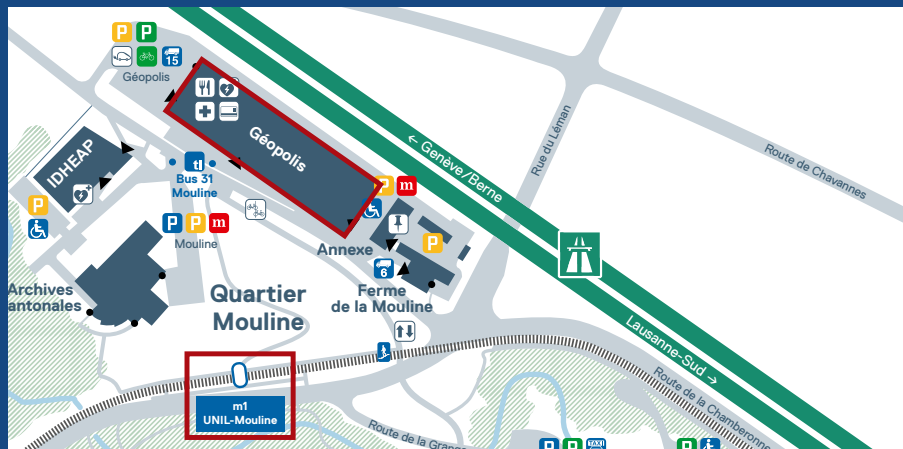 P P
15
Géopolis
Géopolis
← Genève/Berne
Rue du Léman
Route de Chavannes
IDHEAP
tl
Bus 31
Mouline
P
P m
P P m
Mouline
P
Annexe
6
Ferme
de la Mouline
Archives
antonales
Quartier
Mouline
Lausanne-Sud →
m1
UNIL-Mouline
Route de la Chamberonne
Route de la Grange
P P TAXI
P